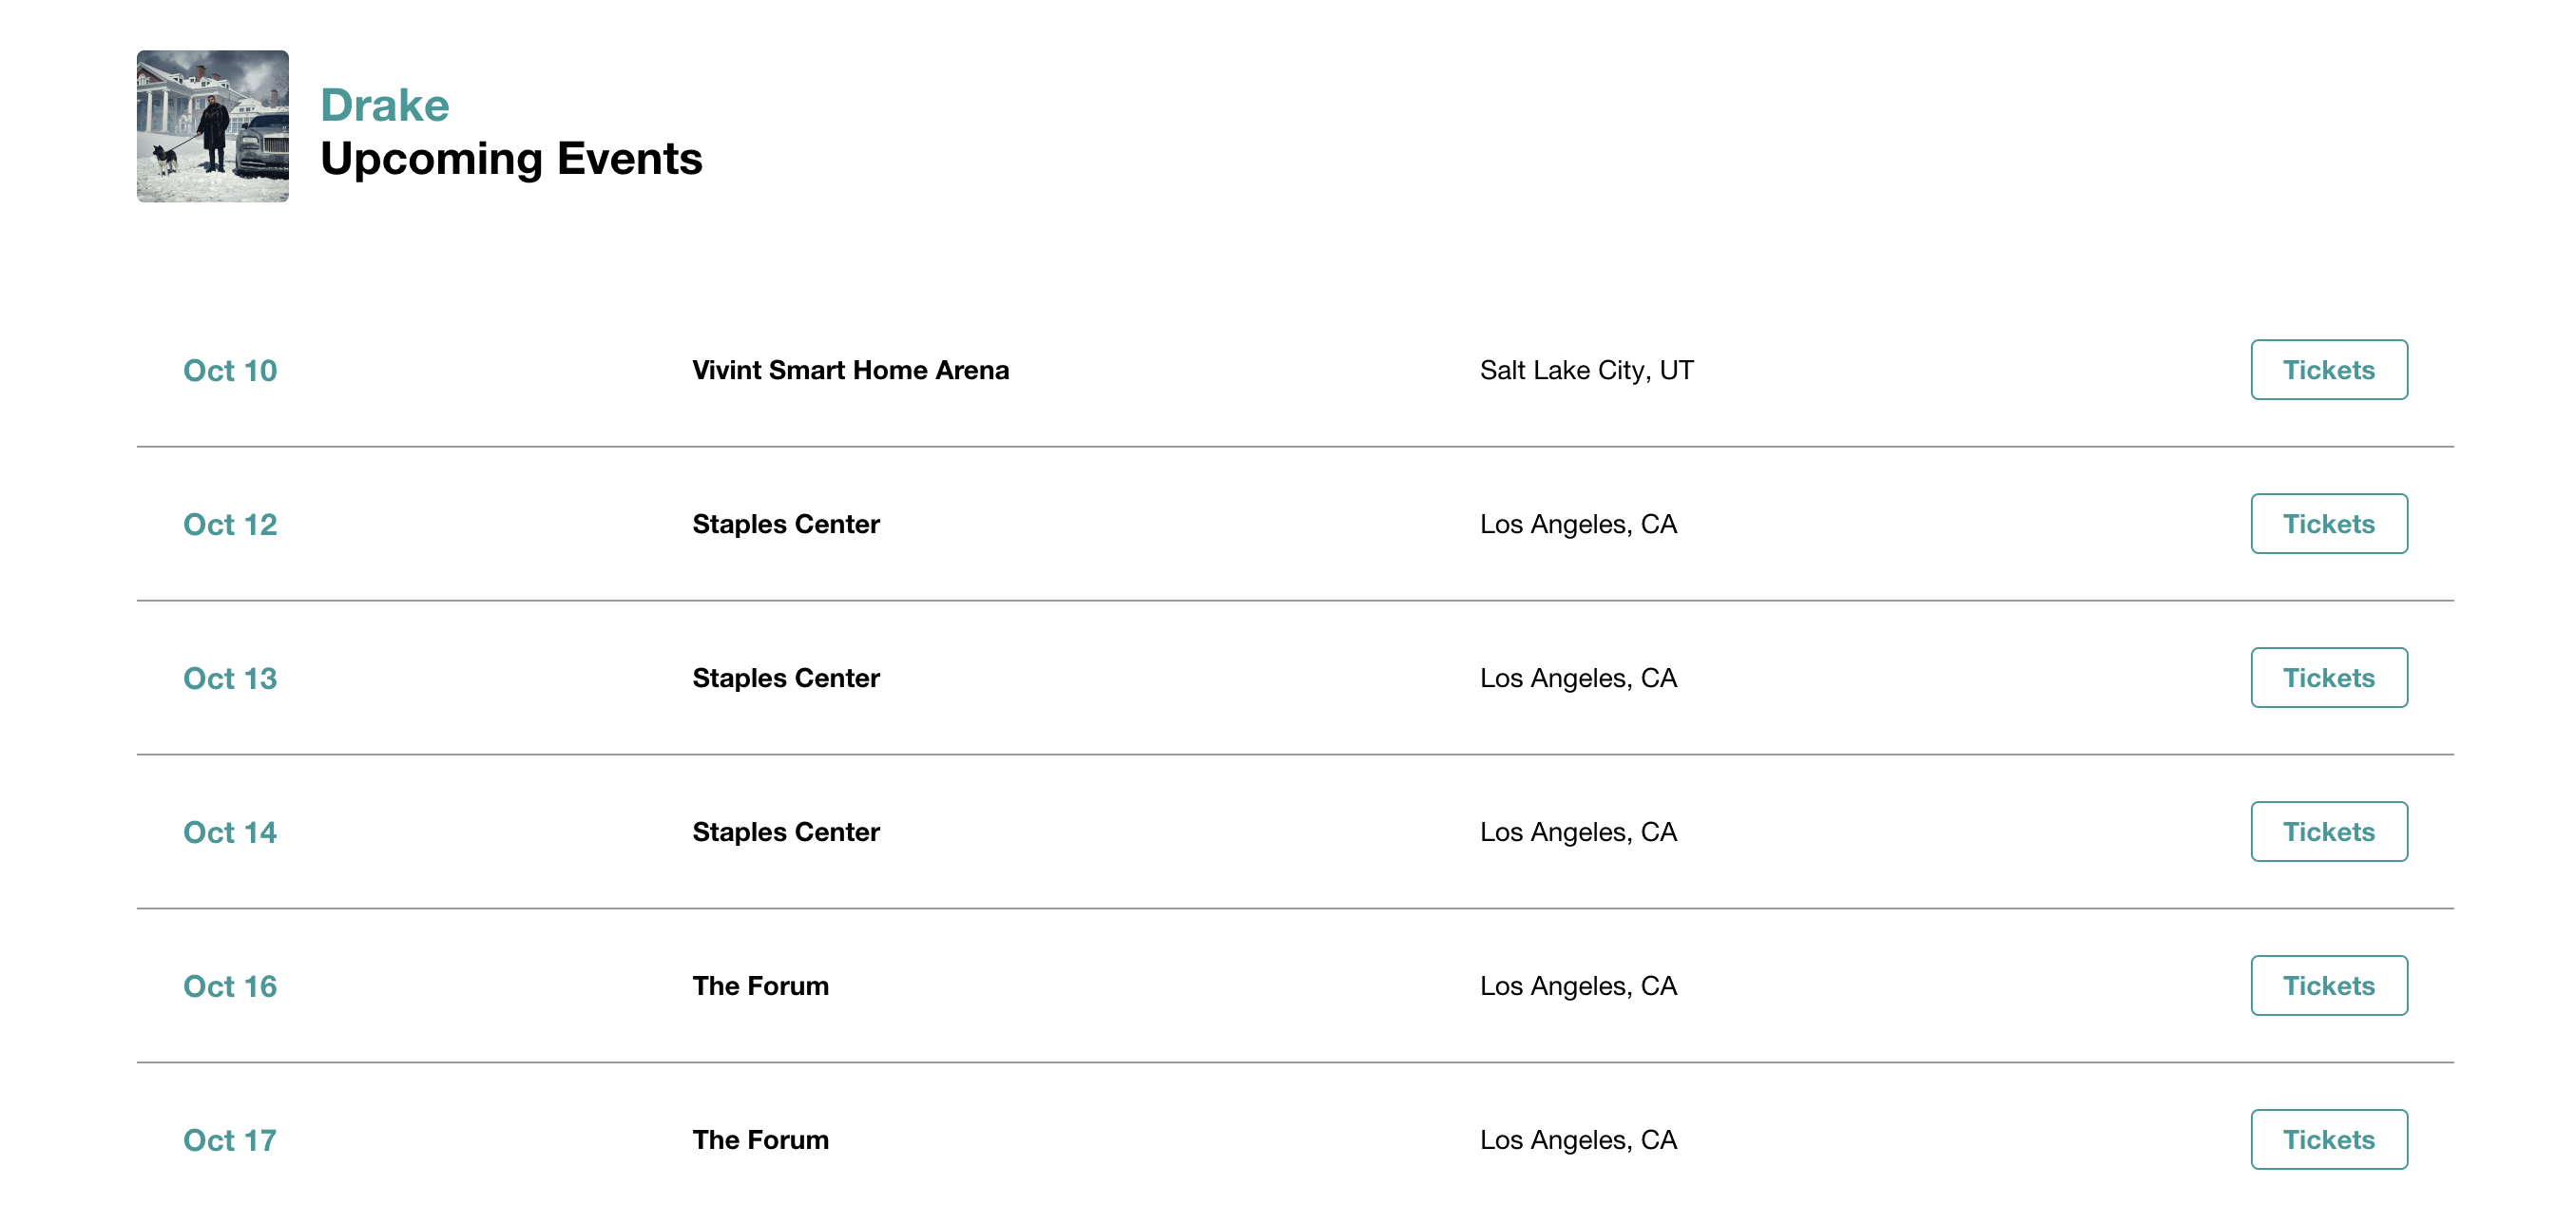 Drake
Upcoming Events
Oct 10 Vivint Smart Home Arena Salt Lake City, UT Tickets
Oct 12 Staples Center Los Angeles, CA Tickets
Oct 13 Staples Center Los Angeles, CA Tickets
Oct 14 Staples Center Los Angeles, CA Tickets
Oct 16 The Forum Los Angeles, CA Tickets
Oct 17 The Forum Los Angeles, CA Tickets